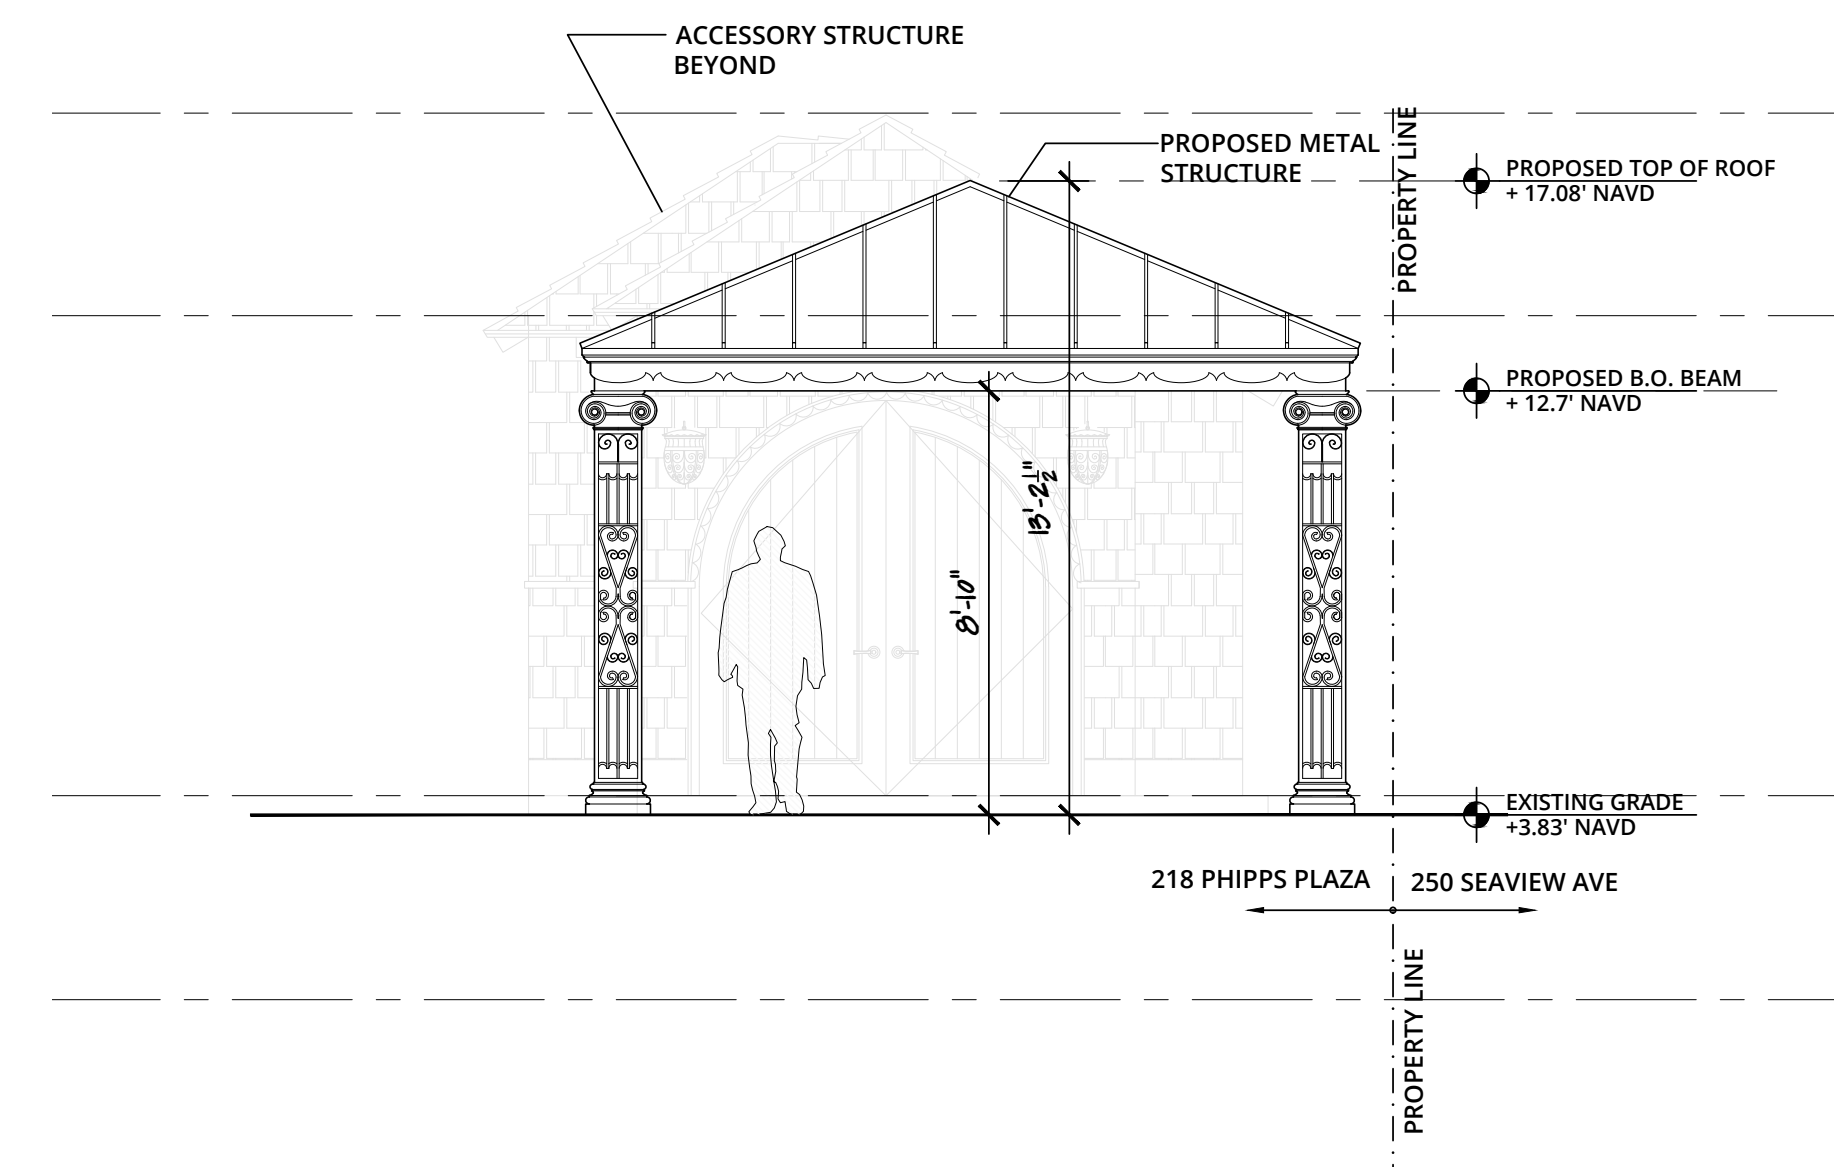 ACCESSORY STRUCTURE
BEYOND
PROPOSED METAL
STRUCTURE
PROPERTY LINE
PROPOSED TOP OF ROOF
+ 17.08' NAVD
PROPOSED B.O. BEAM
+ 12.7' NAVD
13'-2½"
8'-10"
EXISTING GRADE
+3.83' NAVD
218 PHIPPS PLAZA
250 SEAVIEW AVE
PROPERTY LINE